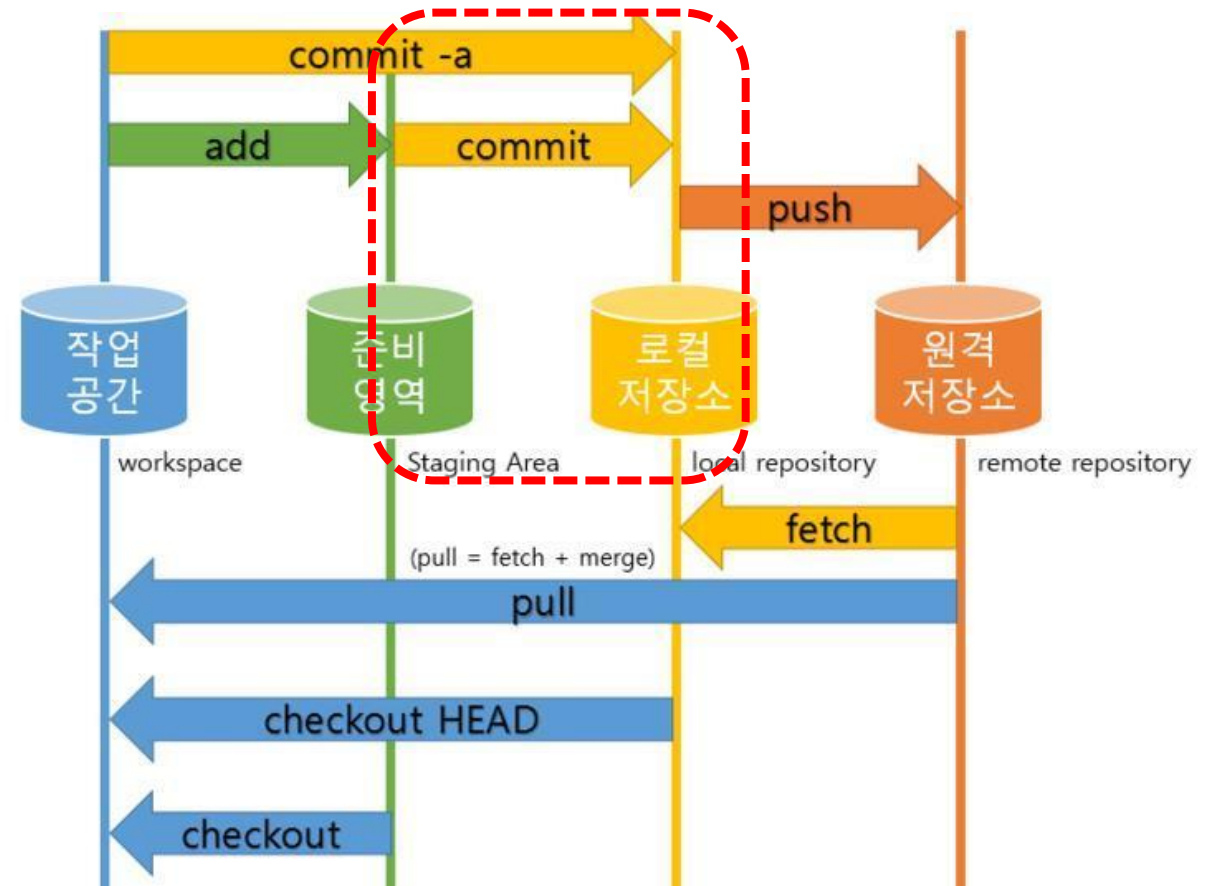 commit -a
add
commit
push
작업
공간
준비
영역
로컬
저장소
원격
저장소
workspace
Staging Area
local repository
remote repository
fetch
(pull = fetch + merge)
pull
checkout HEAD
checkout